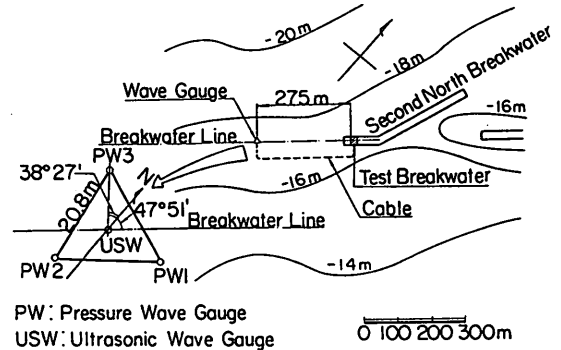 -20m
-18m
Second North Breakwater
275m
Wave Gauge
-16m
Breakwater Line
PW3
38°27'
N
-16m
Test Breakwater
20.8m
47°51'
Breakwater Line
Cable
USW
PW2
PW1
-14m
PW: Pressure Wave Gauge
USW: Ultrasonic Wave Gauge
0 100 200 300m